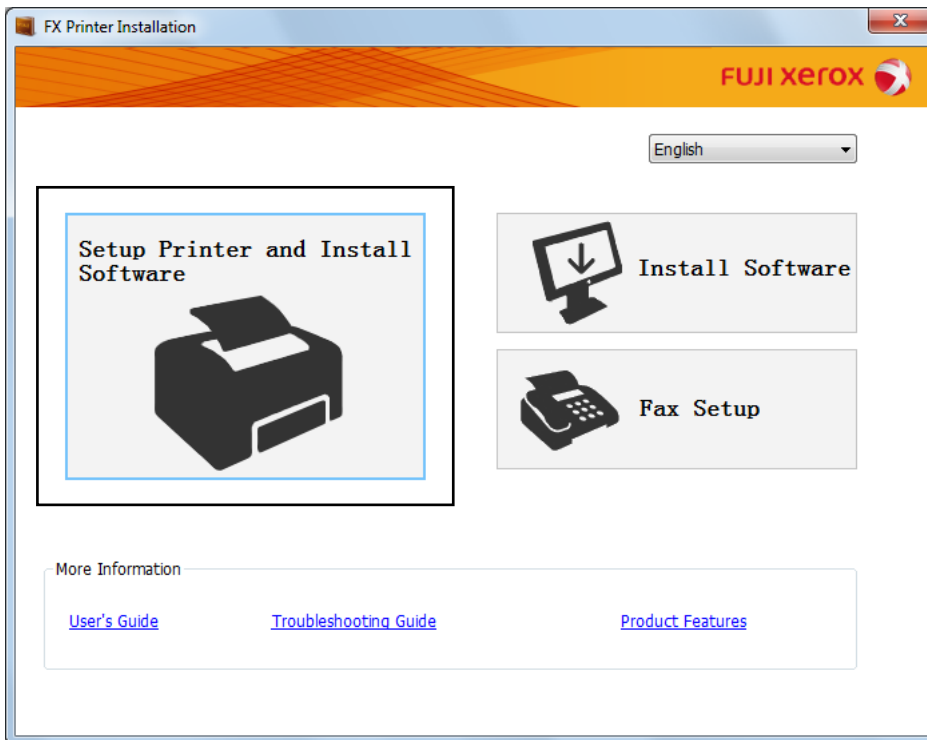 FX Printer Installation
FUJI xerox
English
Setup Printer and Install
Software
Install Software
Fax Setup
More Information
User's Guide
Troubleshooting Guide
Product Features